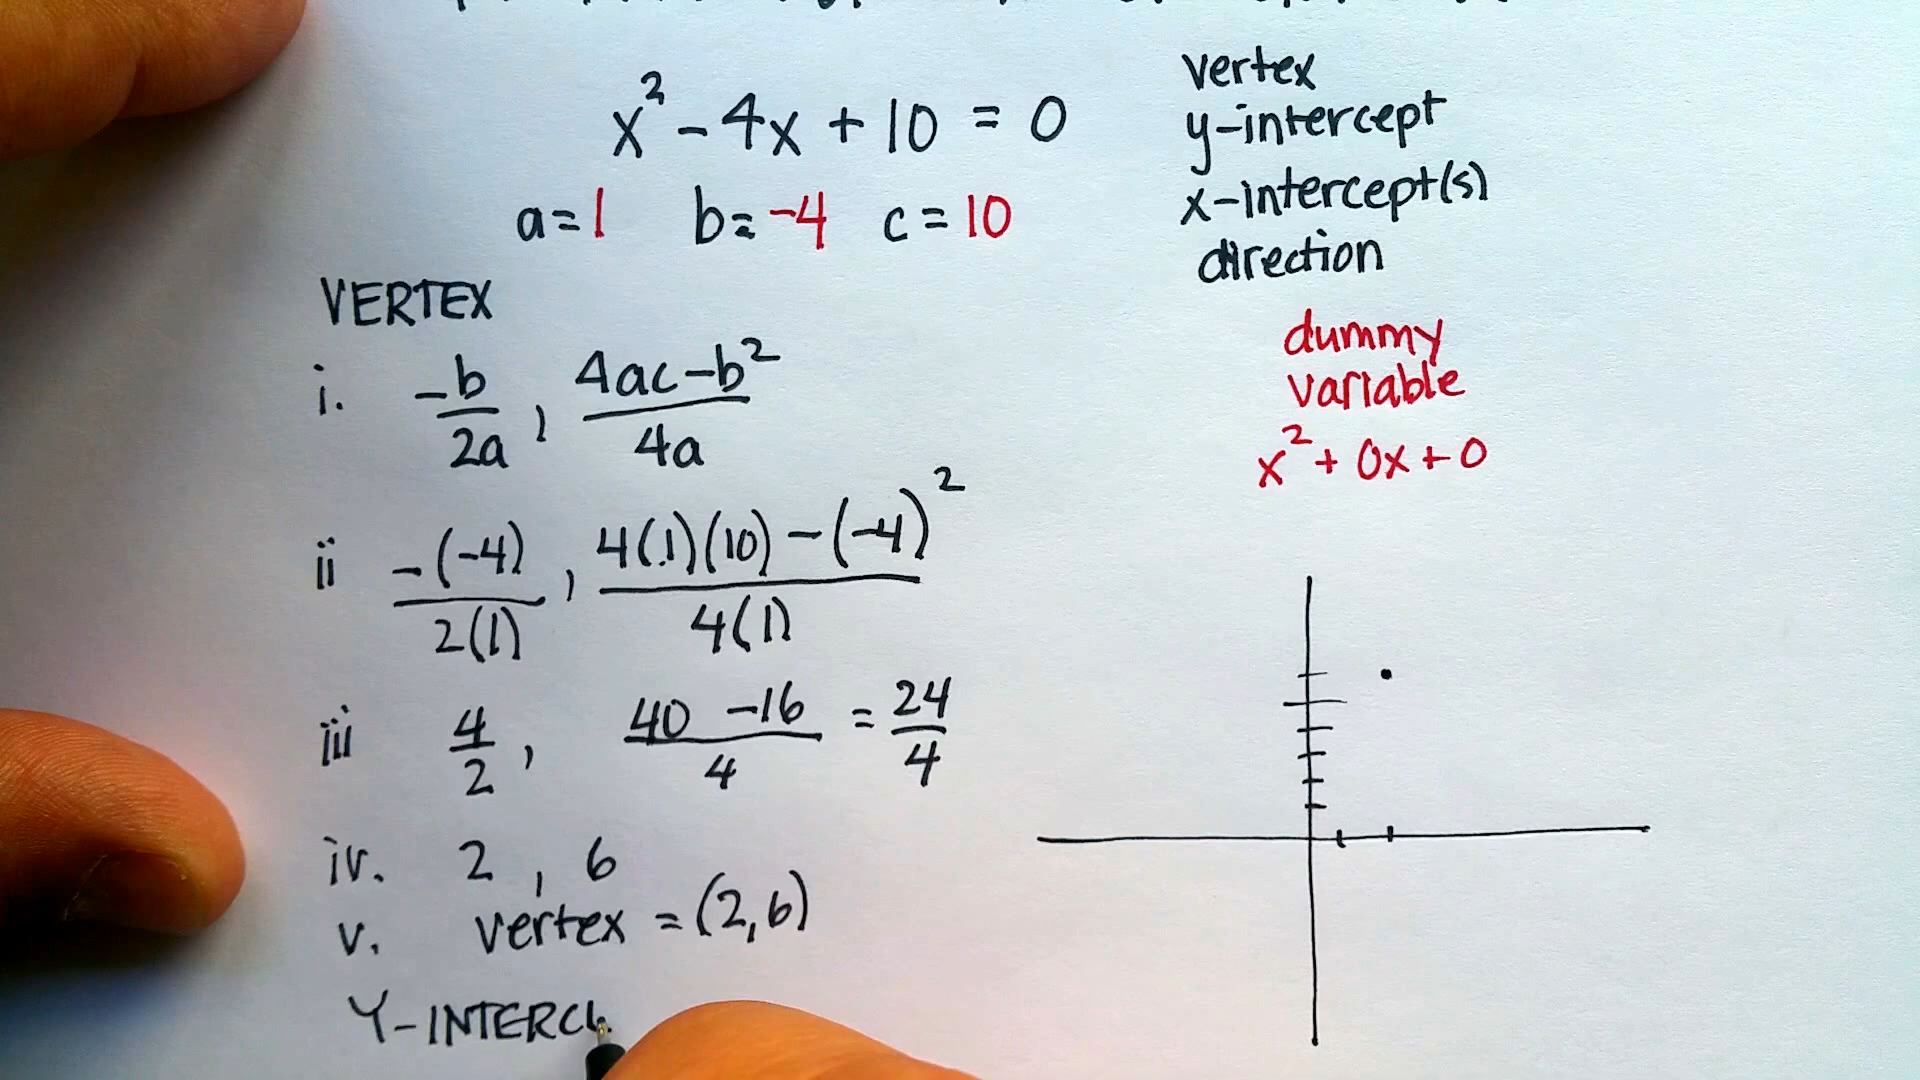 x² - 4x + 10 = 0
a = 1 b = -4 c = 10
vertex
y-intercept
x-intercept(s)
direction
dummy
variable
x² + 0x + 0
VERTEX
i. -b/2a , 4ac-b²/4a
ii -(-4)/2(1) , 4(1)(10)-(-4)²/4(1)
iii 4/2 , 40 -16/4 = 24/4
iv. 2 , 6
v. vertex = (2,6)
Y-INTERC